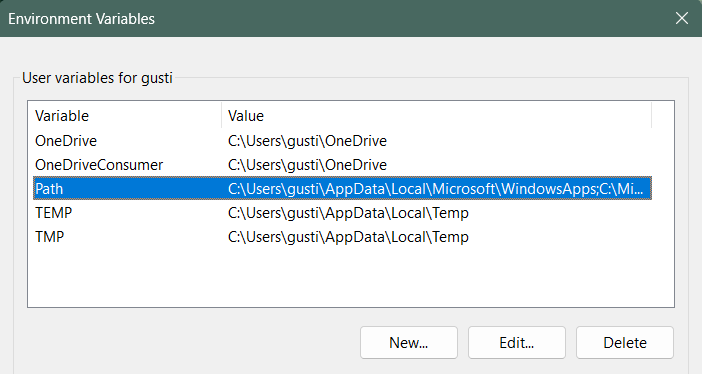 Environment Variables
User variables for gusti
Variable Value
OneDrive C:\Users\gusti\OneDrive
OneDriveConsumer C:\Users\gusti\OneDrive
Path C:\Users\gusti\AppData\Local\Microsoft\WindowsApps;C:\Mi...
TEMP C:\Users\gusti\AppData\Local\Temp
TMP C:\Users\gusti\AppData\Local\Temp
New... Edit... Delete